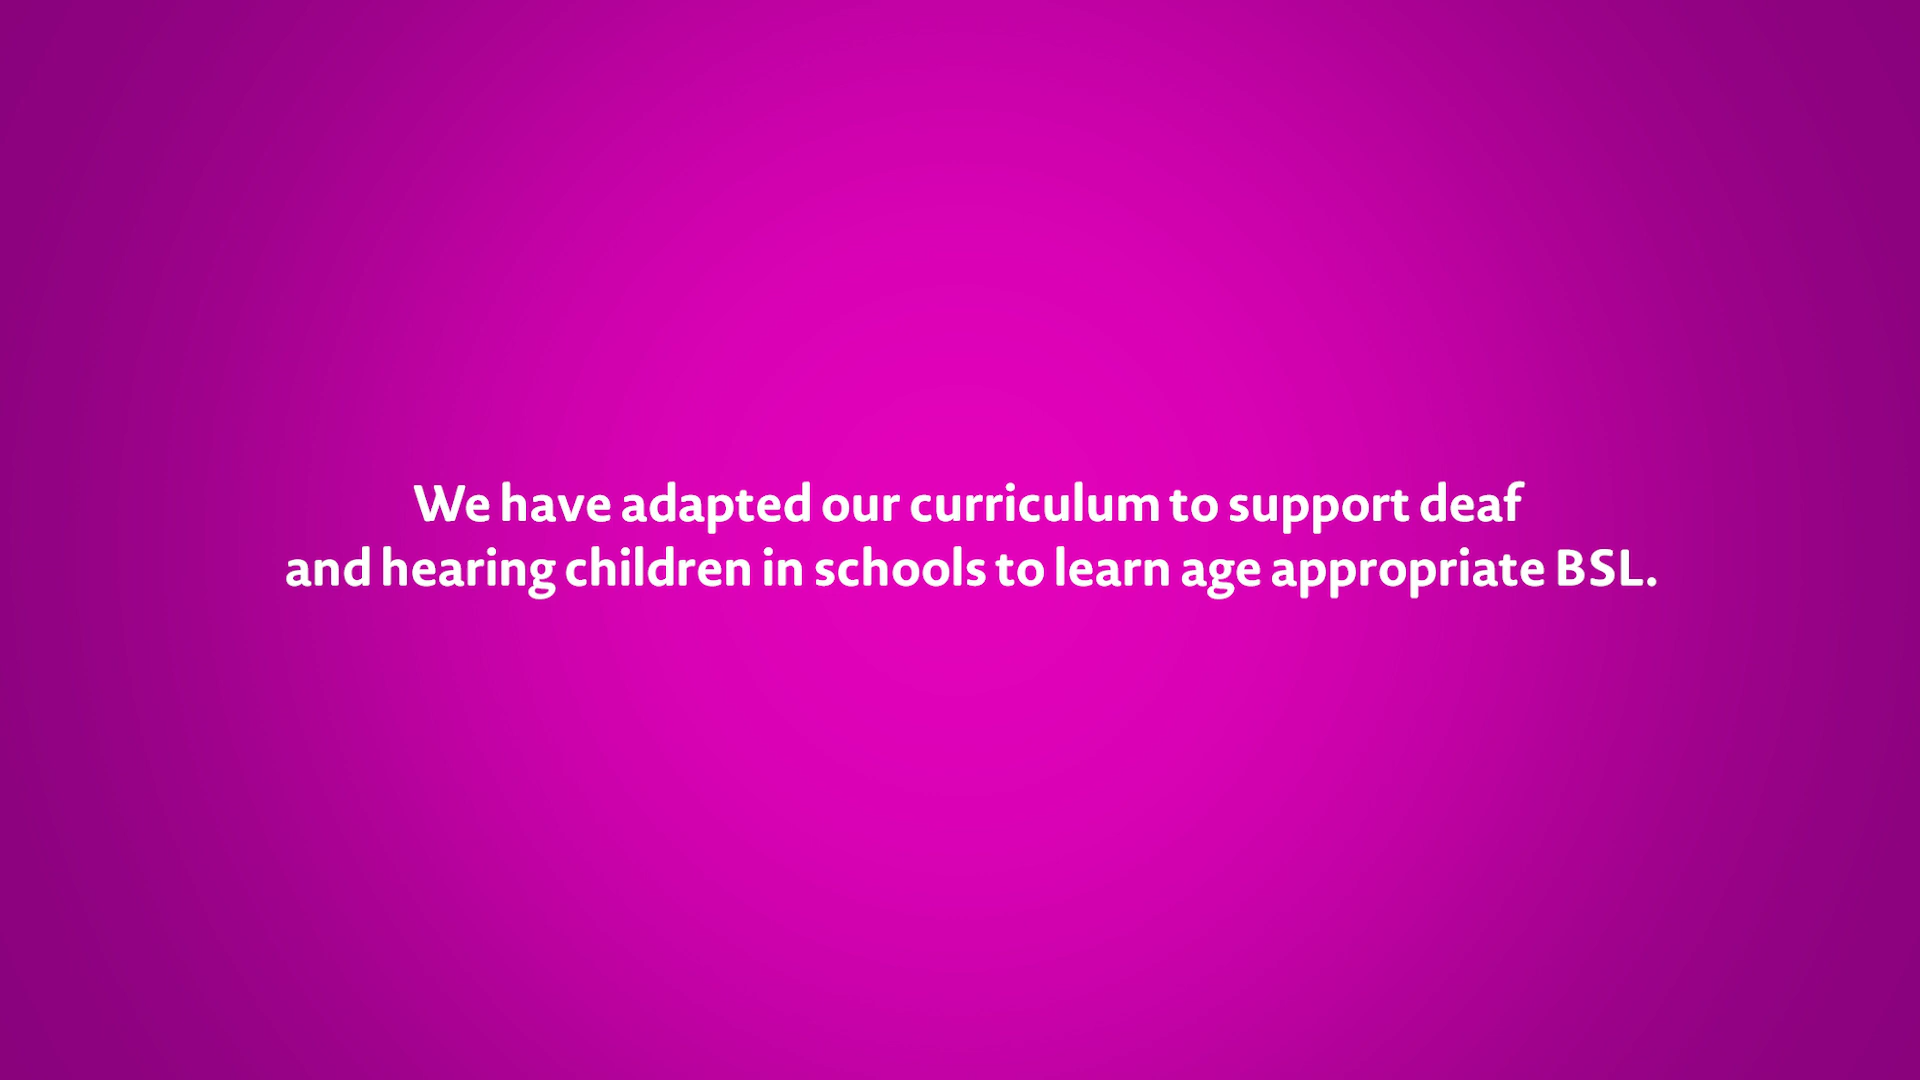 We have adapted our curriculum to support deaf
and hearing children in schools to learn age appropriate BSL.